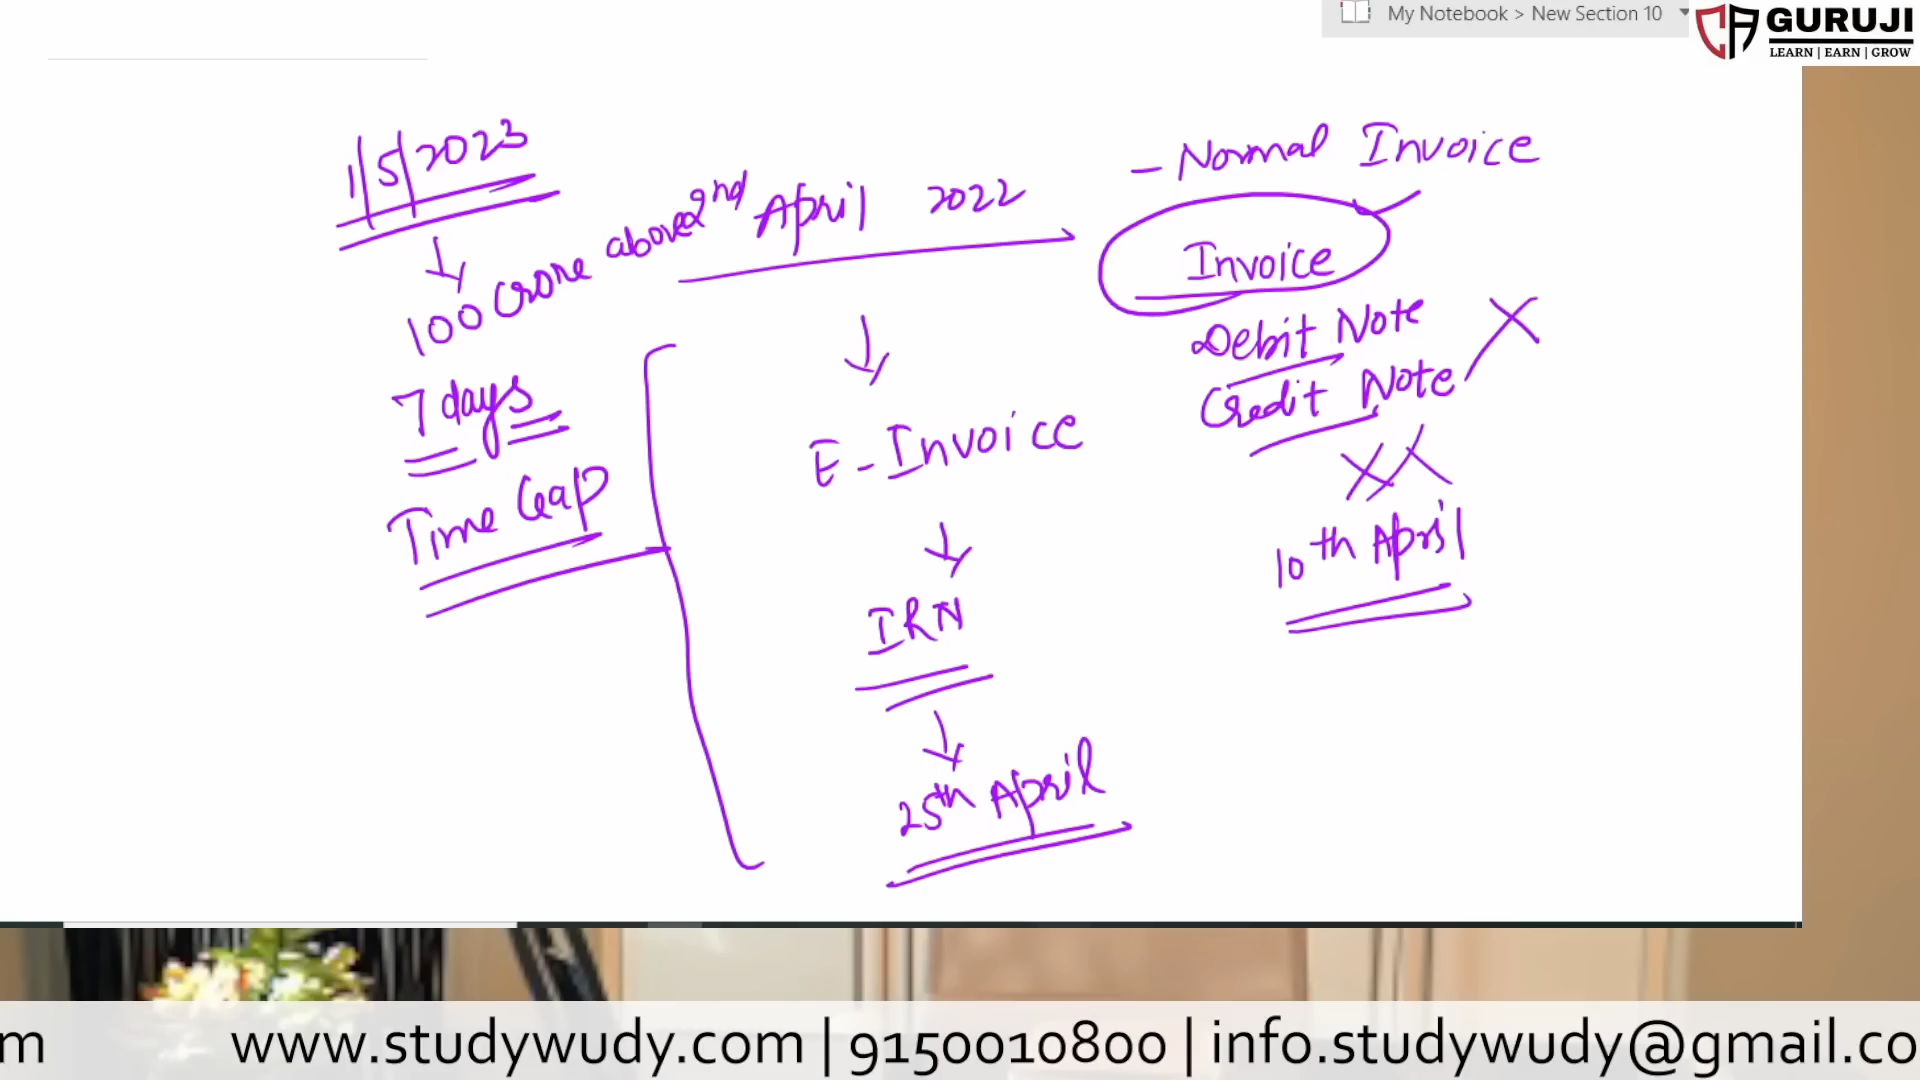 My Notebook > New Section 10
GURUJI
LEARN | EARN | GROW
1/5/2023
100 crore above
7 days
Time Gap
2nd April 2022
E-Invoice
IRN
25th April
- Normal Invoice
Invoice
Debit Note
Credit Note
10th April
m www.studywudy.com | 9150010800 | info.studywudy@gmail.co